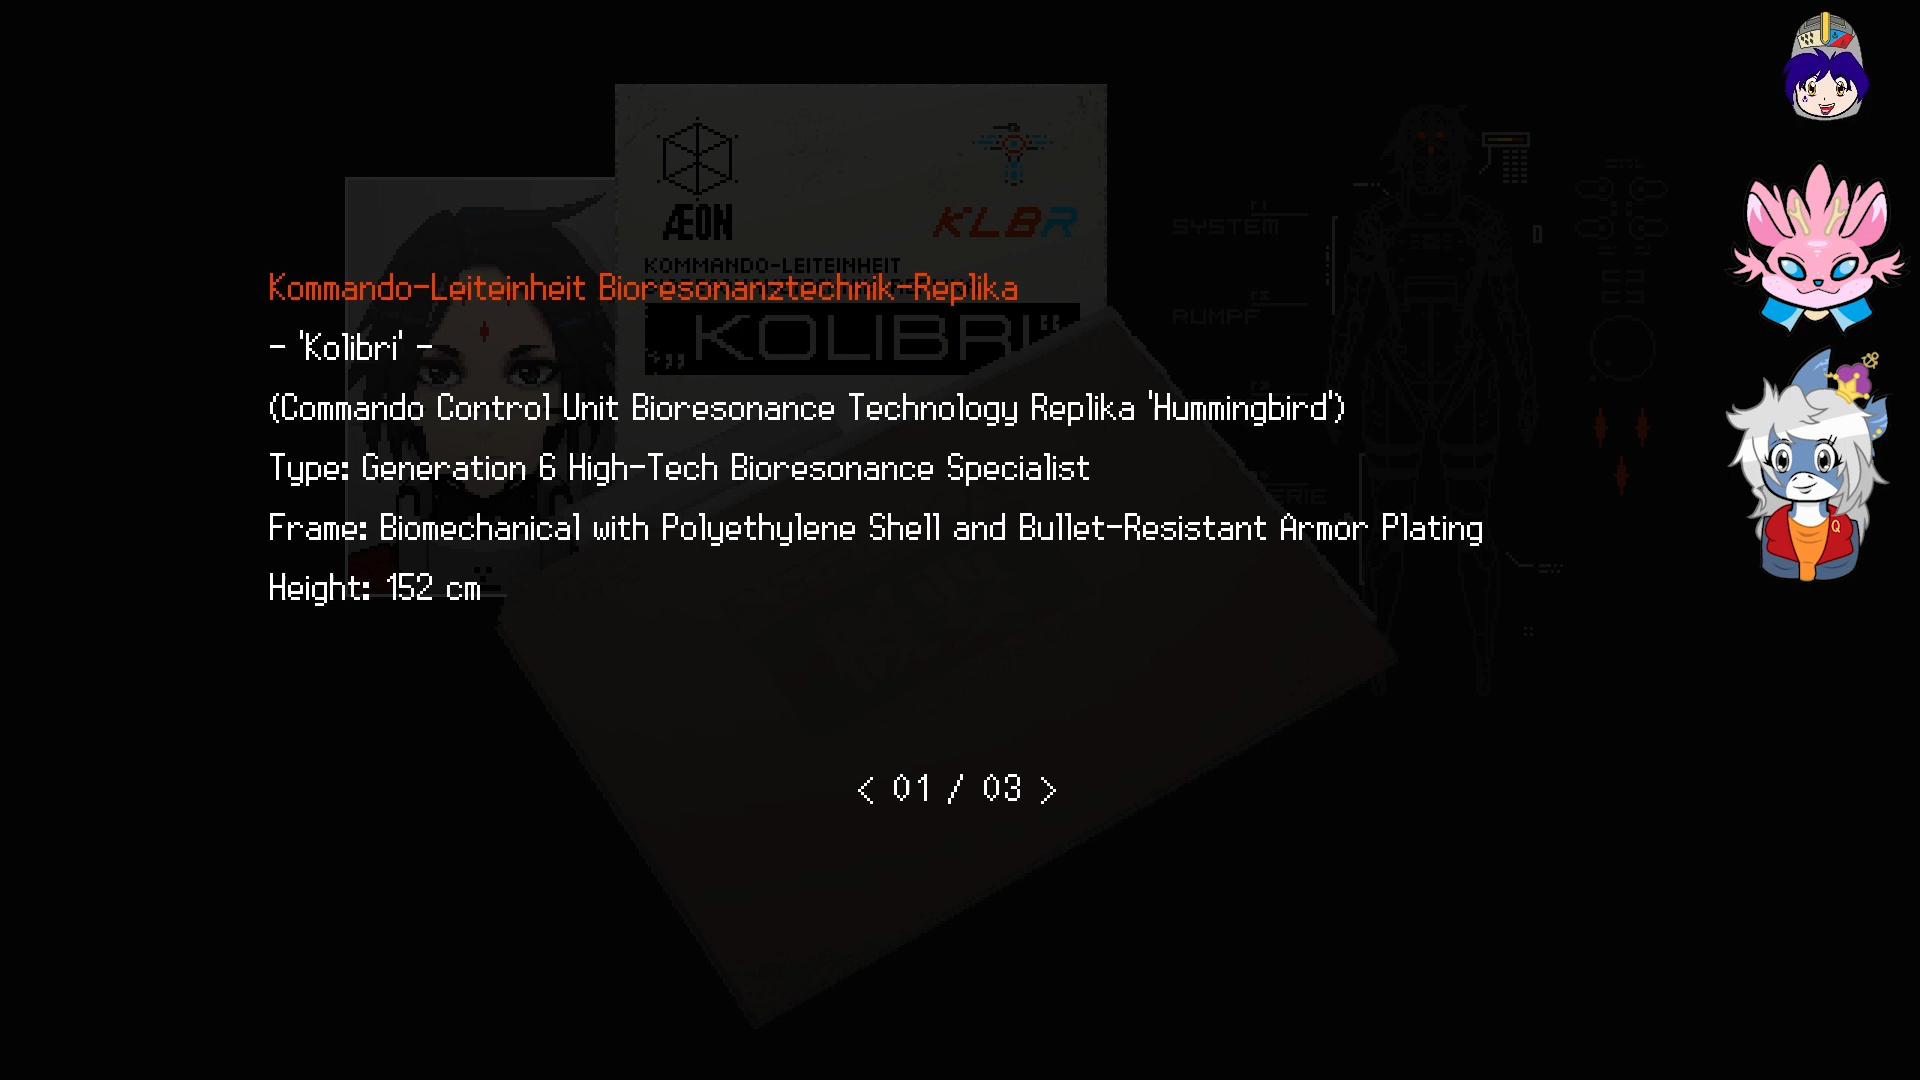 ÆON
KLBR
KOMMANDO-LEITEINHEIT
„KOLIBRI“
SYSTEM
RUMPF
Kommando-Leiteinheit Bioresonanztechnik-Replika
- 'Kolibri' -
(Commando Control Unit Bioresonance Technology Replika 'Hummingbird')
Type: Generation 6 High-Tech Bioresonance Specialist
Frame: Biomechanical with Polyethylene Shell and Bullet-Resistant Armor Plating
Height: 152 cm
< 01 / 03 >
Q